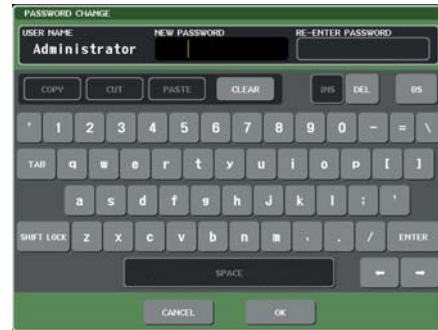 PASSWORD CHANGE
USER NAME NEW PASSWORD RE-ENTER PASSWORD
Administrator
COPY CUT PASTE CLEAR INS DEL BS
' 1 2 3 4 5 6 7 8 9 0 - = \
TAB q w e r t y u i o p [ ]
a s d f g h J k l ; '
SHIFT LOCK z x c v b n m , . / ENTER
SPACE ← →
CANCEL OK